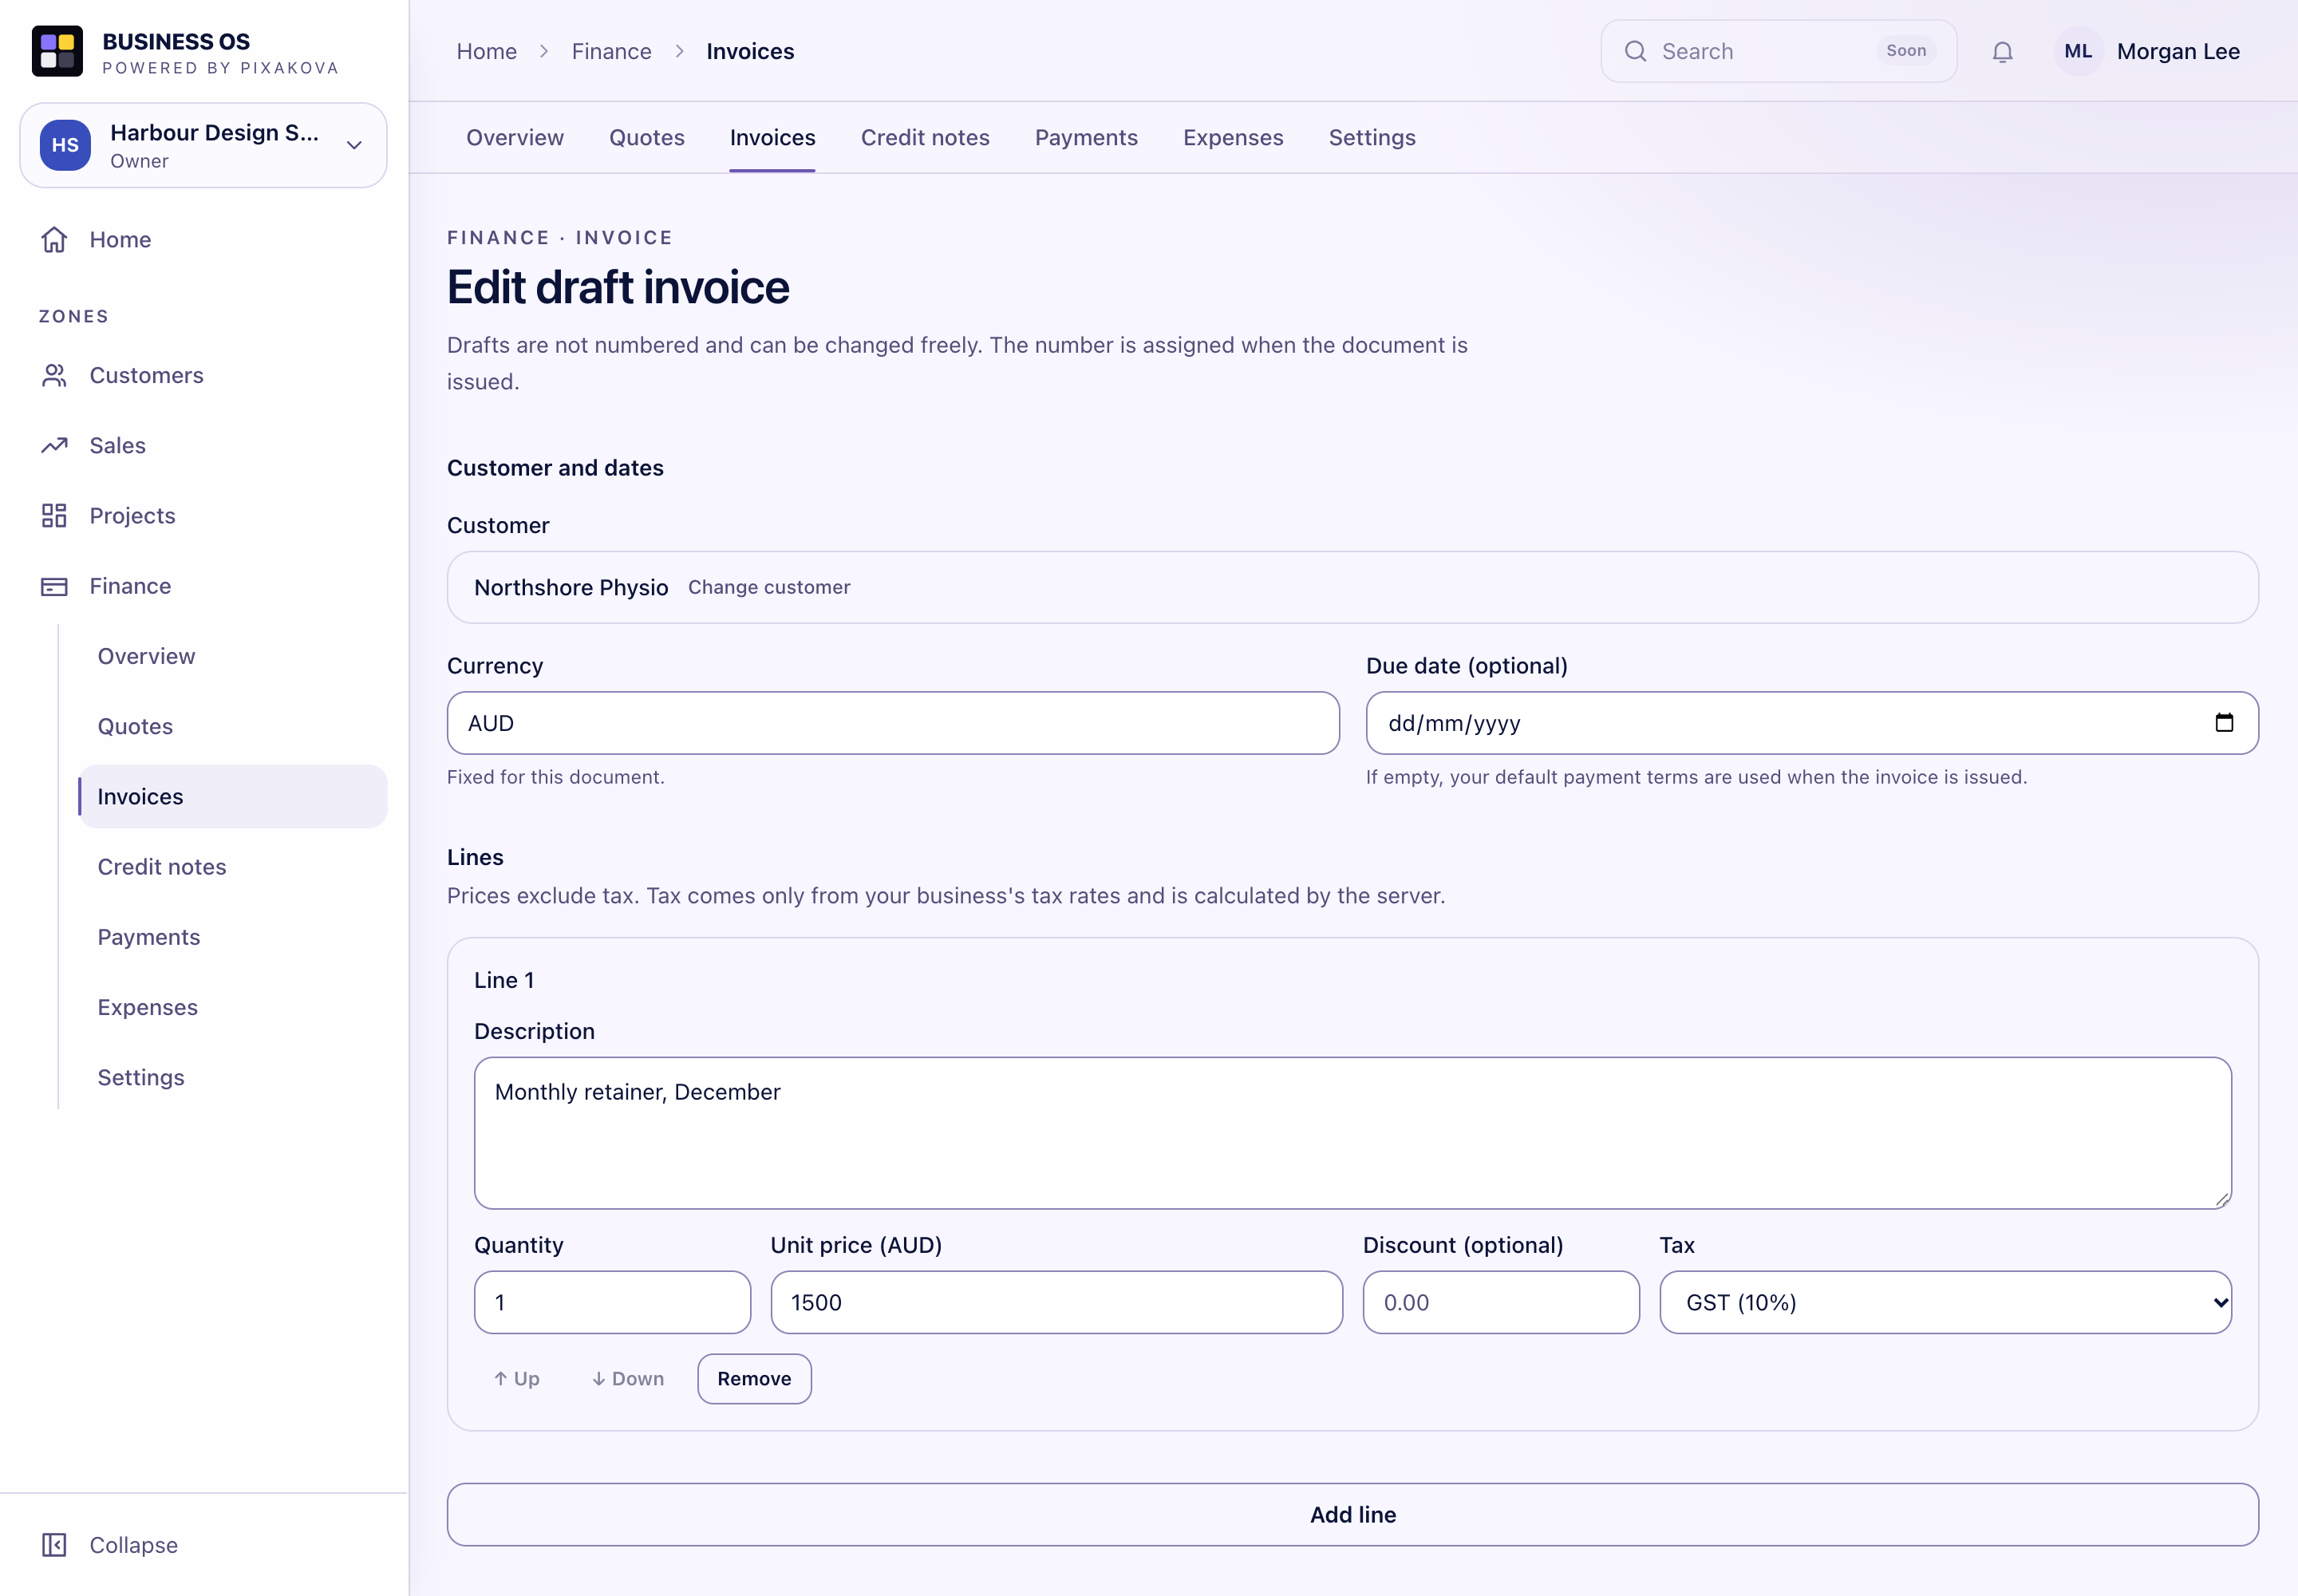 BUSINESS OS
POWERED BY PIXAKOVA
HS
Harbour Design S...
Owner
Home
ZONES
Customers
Sales
Projects
Finance
Overview
Quotes
Invoices
Credit notes
Payments
Expenses
Settings
Collapse
Home > Finance > Invoices
Search
Soon
ML
Morgan Lee
Overview
Quotes
Invoices
Credit notes
Payments
Expenses
Settings
FINANCE · INVOICE
Edit draft invoice
Drafts are not numbered and can be changed freely. The number is assigned when the document is
issued.
Customer and dates
Customer
Northshore Physio Change customer
Currency
AUD
Fixed for this document.
Due date (optional)
dd/mm/yyyy
If empty, your default payment terms are used when the invoice is issued.
Lines
Prices exclude tax. Tax comes only from your business's tax rates and is calculated by the server.
Line 1
Description
Monthly retainer, December
Quantity
1
Unit price (AUD)
1500
Discount (optional)
0.00
Tax
GST (10%)
↑ Up
↓ Down
Remove
Add line